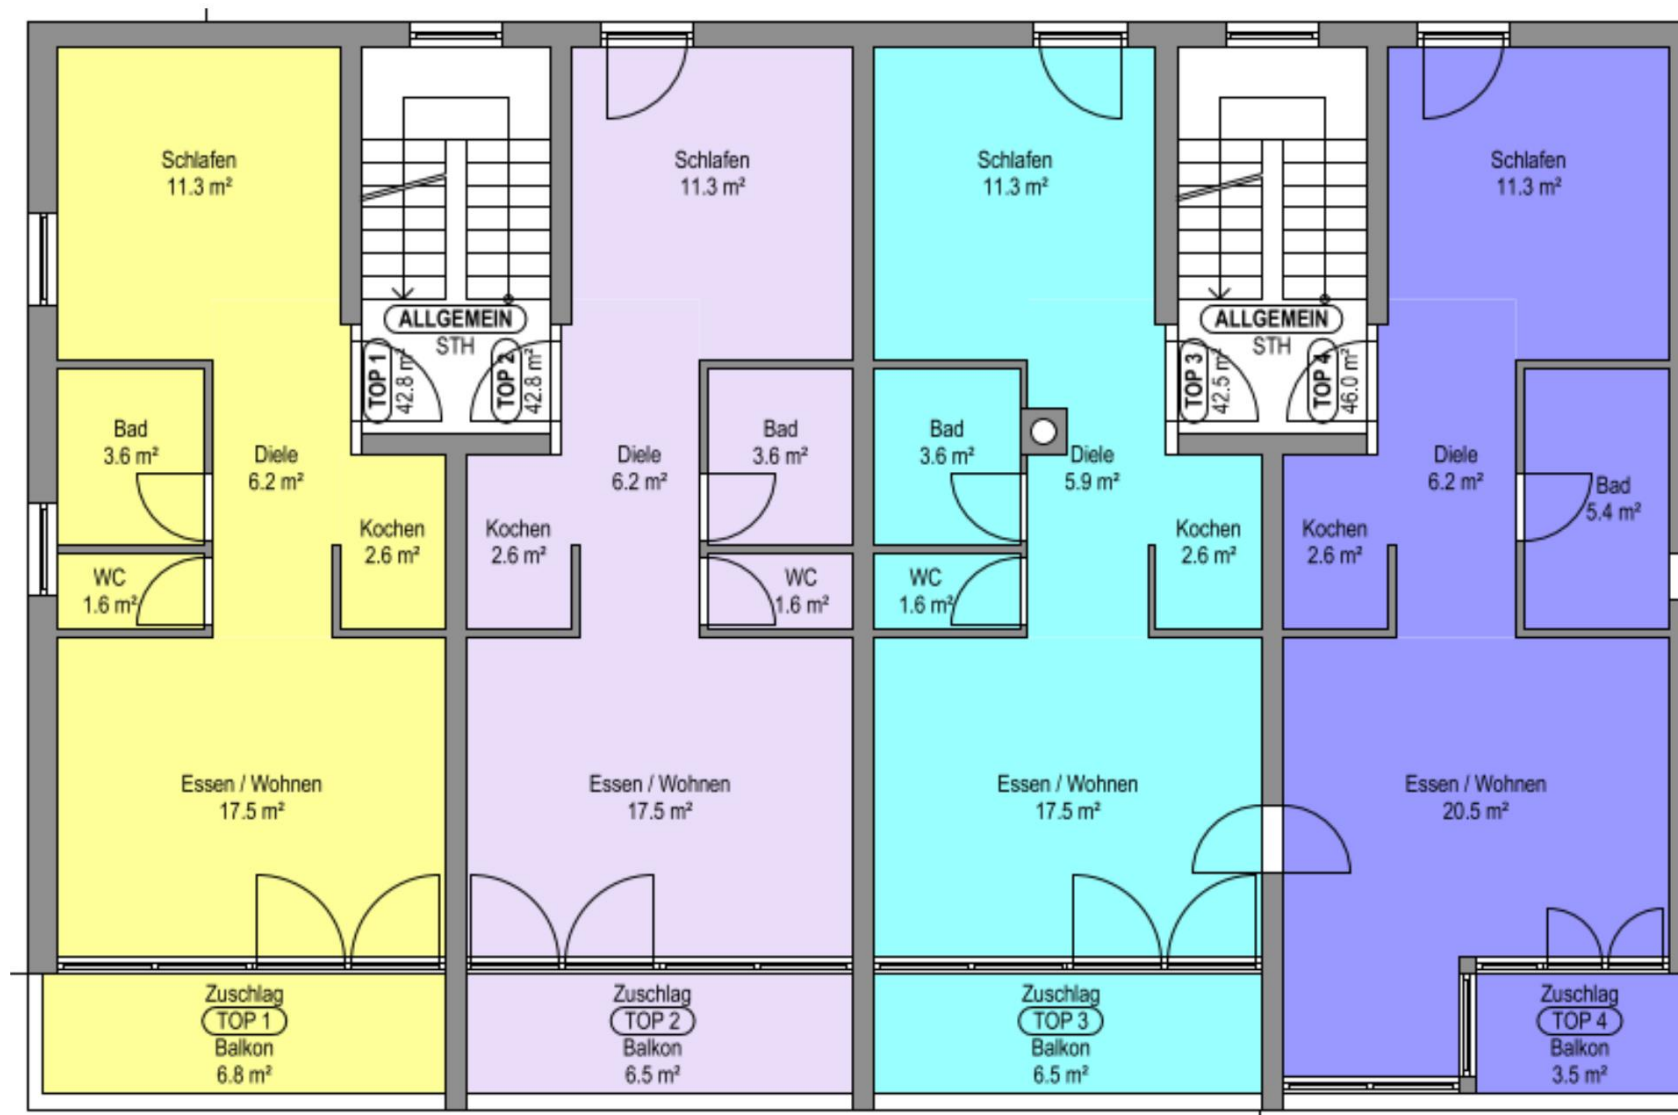 Schlafen
11.3 m²
Schlafen
11.3 m²
Schlafen
11.3 m²
Schlafen
11.3 m²
ALLGEMEIN
STH
TOP 1
42.8 m²
TOP 2
42.8 m²
ALLGEMEIN
STH
TOP 3
42.5 m²
TOP 4
46.0 m²
Bad
3.6 m²
Diele
6.2 m²
Kochen
2.6 m²
WC
1.6 m²
Kochen
2.6 m²
Diele
6.2 m²
Bad
3.6 m²
WC
1.6 m²
Bad
3.6 m²
Diele
5.9 m²
Kochen
2.6 m²
WC
1.6 m²
Kochen
2.6 m²
Diele
6.2 m²
Bad
5.4 m²
Essen / Wohnen
17.5 m²
Essen / Wohnen
17.5 m²
Essen / Wohnen
17.5 m²
Essen / Wohnen
20.5 m²
Zuschlag
TOP 1
Balkon
6.8 m²
Zuschlag
TOP 2
Balkon
6.5 m²
Zuschlag
TOP 3
Balkon
6.5 m²
Zuschlag
TOP 4
Balkon
3.5 m²